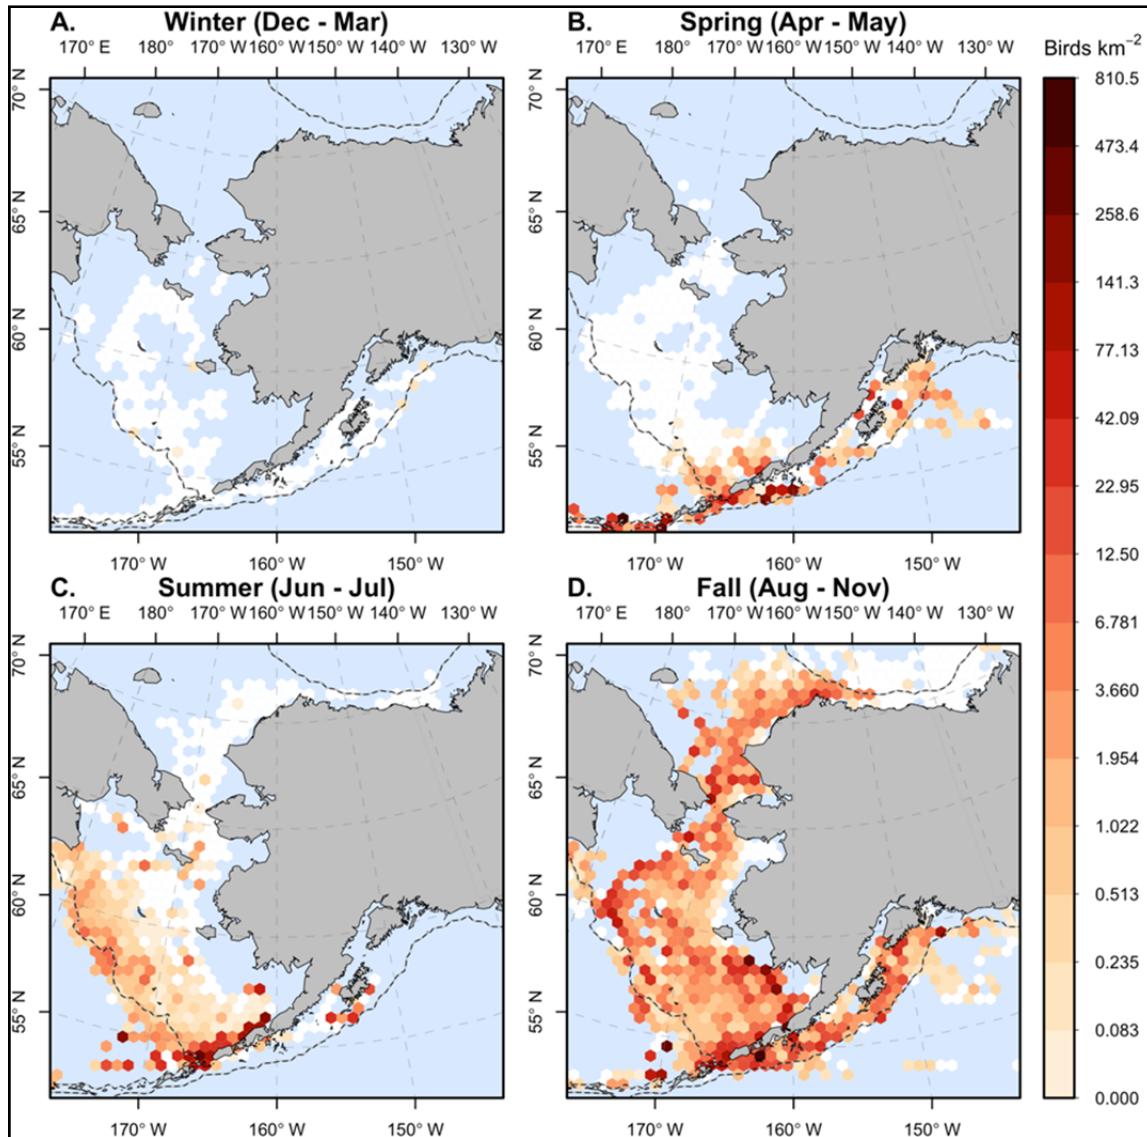 A. Winter (Dec - Mar)
170° E 180° 170° W 160° W 150° W 140° W 130° W
70° N
65° N
60° N
55° N
170° W 160° W 150° W
B. Spring (Apr - May)
170° E 180° 170° W 160° W 150° W 140° W 130° W
70° N
65° N
60° N
55° N
170° W 160° W 150° W
C. Summer (Jun - Jul)
170° E 180° 170° W 160° W 150° W 140° W 130° W
70° N
65° N
60° N
55° N
170° W 160° W 150° W
D. Fall (Aug - Nov)
170° E 180° 170° W 160° W 150° W 140° W 130° W
70° N
65° N
60° N
55° N
170° W 160° W 150° W
Birds km⁻²
810.5
473.4
258.6
141.3
77.13
42.09
22.95
12.50
6.781
3.660
1.954
1.022
0.513
0.235
0.083
0.000